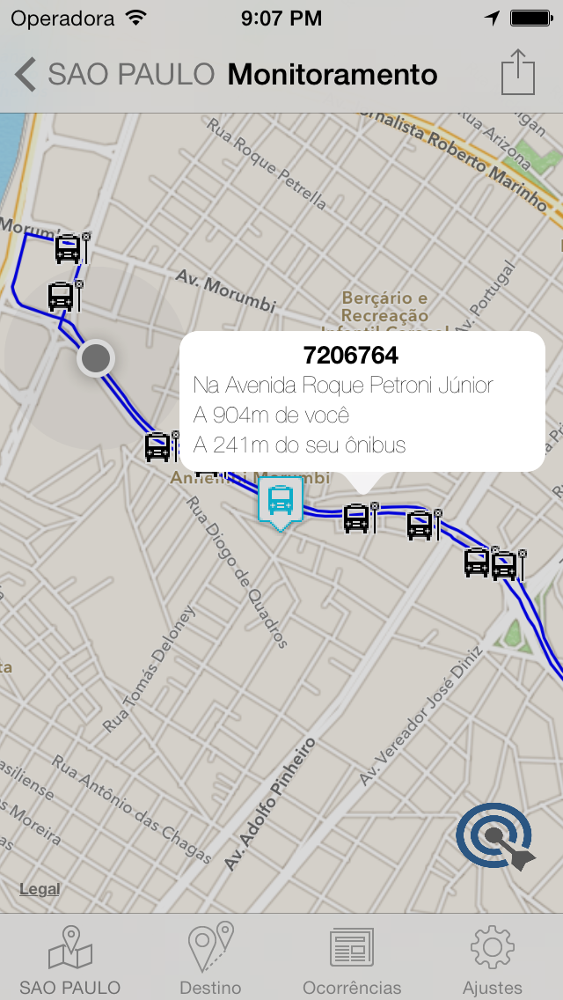 Operadora
9:07 PM
SAO PAULO
Monitoramento
Rua Roque Petrella
Jornalista Roberto Marinho
Rua Arizona
Av. Morumbi
Av. Portugal
Berçário e
Recreação
7206764
Na Avenida Roque Petroni Júnior
A 904m de você
A 241m do seu ônibus
Morumbi
Rua Diogo de Quadros
Rua Tomás Deloney
Av. Vereador José Diniz
Av. Adolfo Pinheiro
Rua Antônio das Chagas
Moreira
Legal
SAO PAULO
Destino
Ocorrências
Ajustes